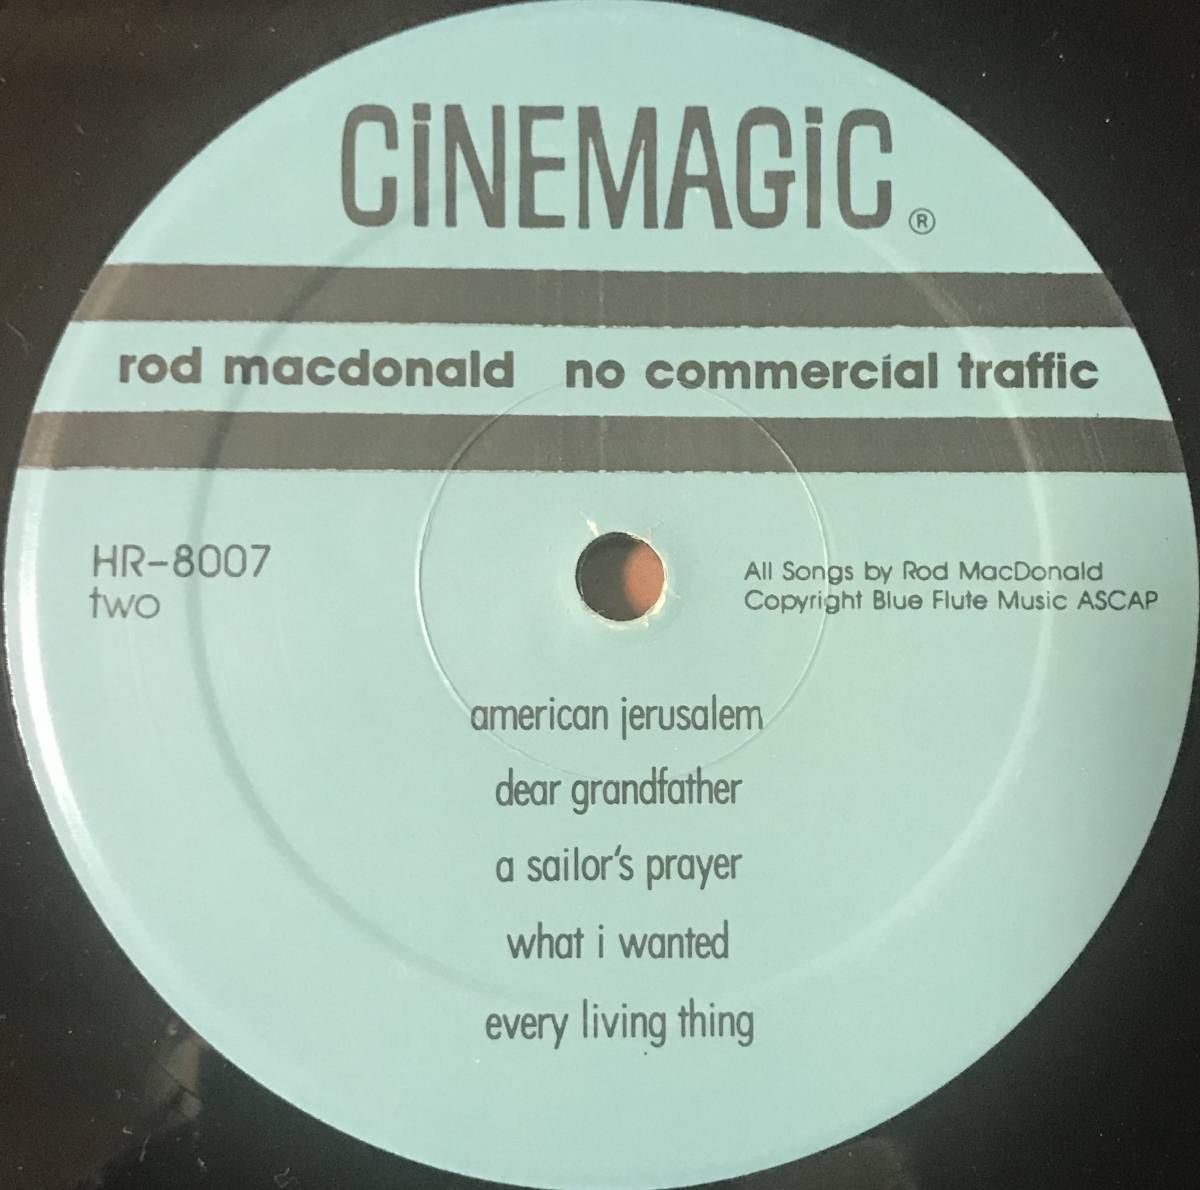 CiNEMAGiC ®
rod macdonald no commercial traffic
HR-8007
two
All Songs by Rod MacDonald
Copyright Blue Flute Music ASCAP
american jerusalem
dear grandfather
a sailor's prayer
what i wanted
every living thing